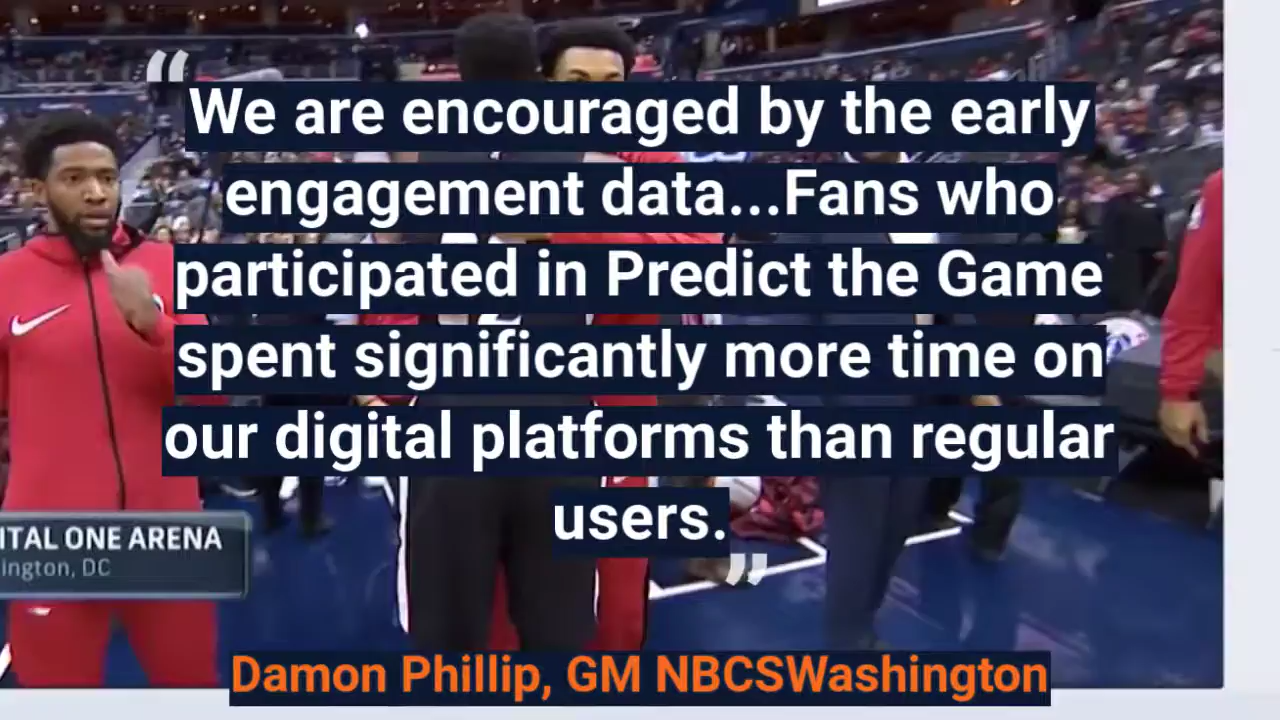 “
We are encouraged by the early
engagement data...Fans who
participated in Predict the Game
spent significantly more time on
our digital platforms than regular
users.
”
ITAL ONE ARENA
ington, DC
Damon Phillip, GM NBCSWashington